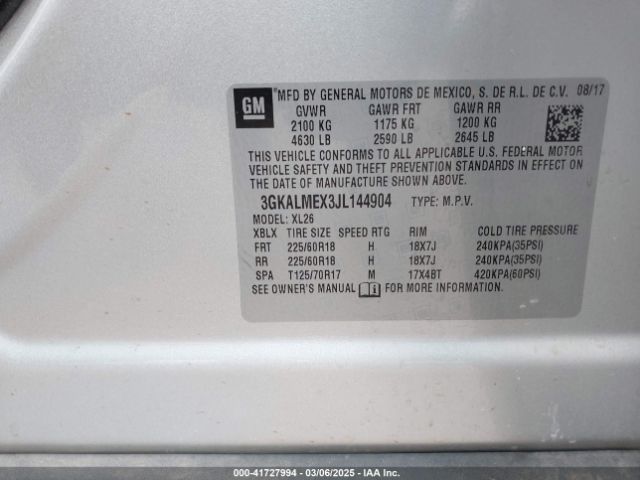 GM
MFD BY GENERAL MOTORS DE MEXICO, S. DE R.L. DE C.V. 08/17
GVWR GAWR FRT GAWR RR
2100 KG 1175 KG 1200 KG
4630 LB 2590 LB 2645 LB
THIS VEHICLE CONFORMS TO ALL APPLICABLE U.S. FEDERAL MOTOR
VEHICLE SAFETY AND THEFT PREVENTION STANDARDS IN EFFECT ON
THE DATE OF MANUFACTURE SHOWN ABOVE.
3GKALMEX3JL144904 TYPE: M.P.V.
MODEL: XL26
XBLX TIRE SIZE SPEED RTG RIM COLD TIRE PRESSURE
FRT 225/60R18 H 18X7J 240KPA(35PSI)
RR 225/60R18 H 18X7J 240KPA(35PSI)
SPA T125/70R17 M 17X4BT 420KPA(60PSI)
SEE OWNER'S MANUAL FOR MORE INFORMATION.
000-41727994 | 03/06/2025 - IAA Inc.